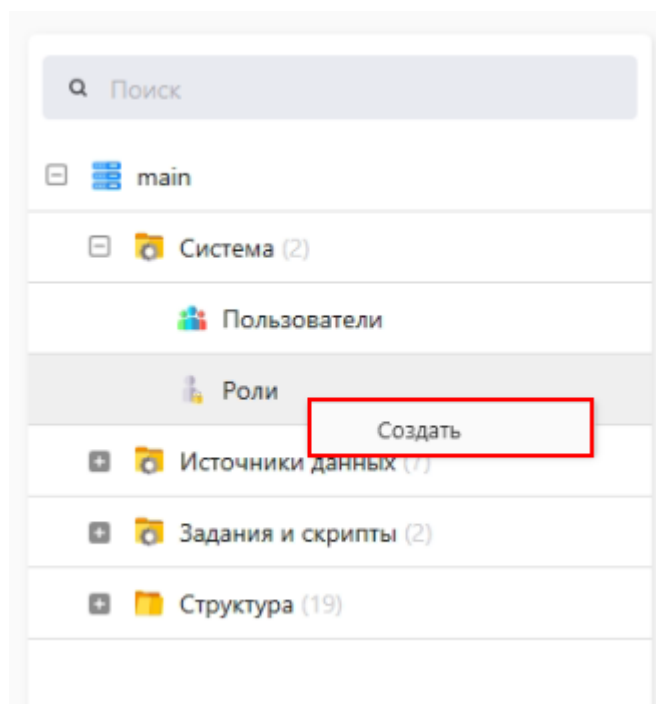 Поиск
main
Система (2)
Пользователи
Роли
Создать
Источники данных (7)
Задания и скрипты (2)
Структура (19)